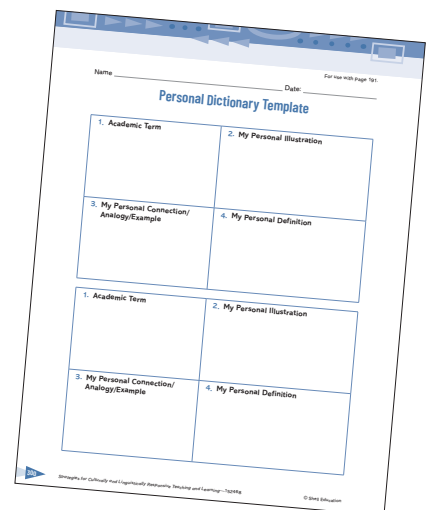 For use with page 191.
Name
Date:
Personal Dictionary Template
1. Academic Term
2. My Personal Illustration
3. My Personal Connection/
Analogy/Example
4. My Personal Definition
1. Academic Term
2. My Personal Illustration
3. My Personal Connection/
Analogy/Example
4. My Personal Definition
Strategies for Culturally and Linguistically Responsive Teaching and Learning—
© Shell Education